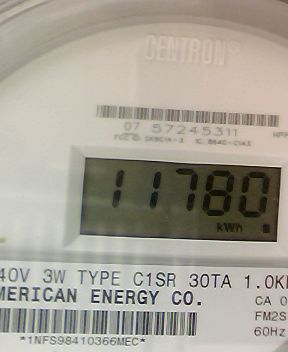 CENTRON®
07 57245311
11780
kWh
40V 3W TYPE C1SR 30TA 1.0K
MERICAN ENERGY CO.
CA 0
FM2S
60Hz
*1NFS98410366MEC*